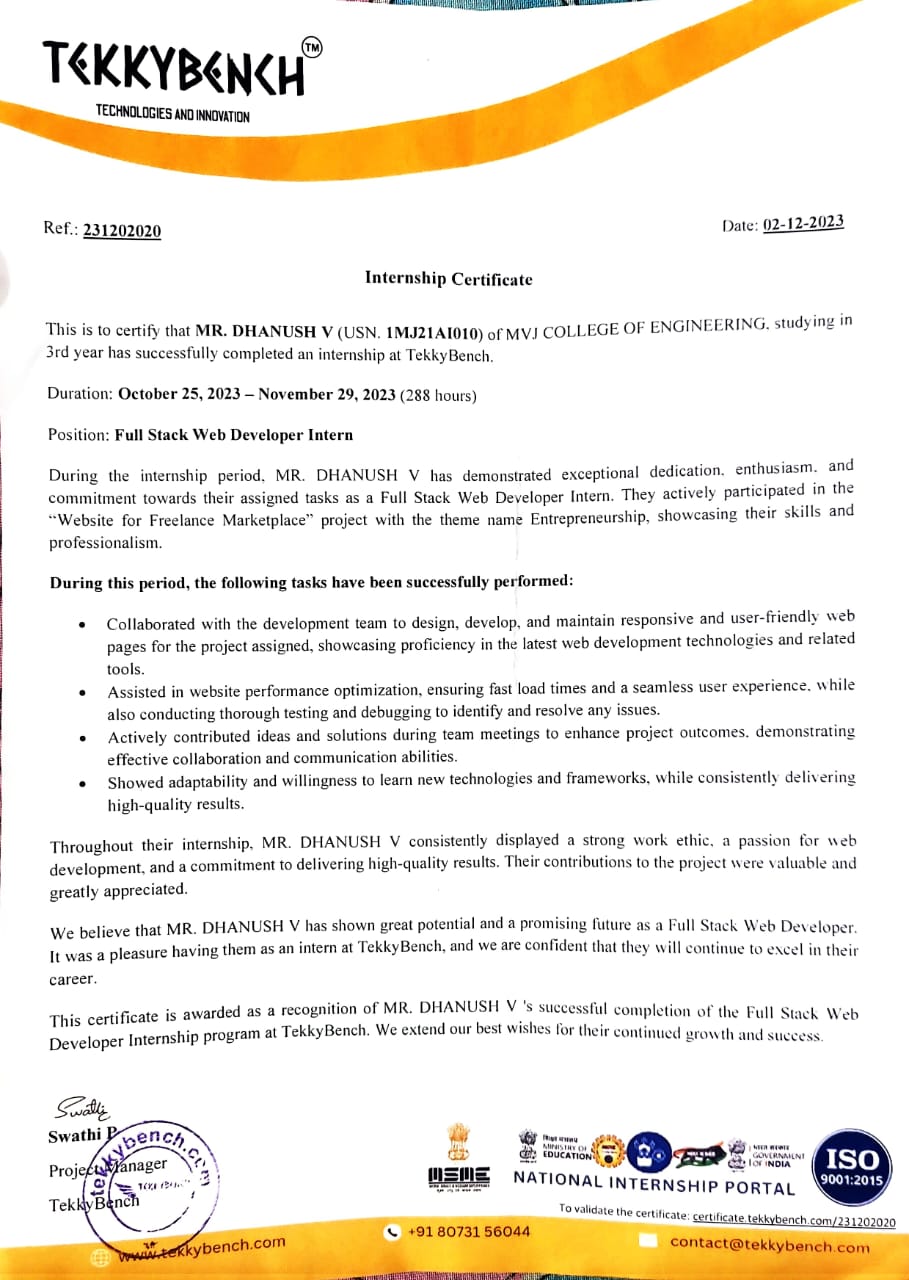 TEKKYBENCH TM
TECHNOLOGIES AND INNOVATION
Ref.: 231202020
Date: 02-12-2023
Internship Certificate
This is to certify that MR. DHANUSH V (USN. 1MJ21AI010) of MVJ COLLEGE OF ENGINEERING. studying in
3rd year has successfully completed an internship at TekkyBench.
Duration: October 25, 2023 – November 29, 2023 (288 hours)
Position: Full Stack Web Developer Intern
During the internship period, MR. DHANUSH V has demonstrated exceptional dedication. enthusiasm. and
commitment towards their assigned tasks as a Full Stack Web Developer Intern. They actively participated in the
“Website for Freelance Marketplace” project with the theme name Entrepreneurship, showcasing their skills and
professionalism.
During this period, the following tasks have been successfully performed:
• Collaborated with the development team to design, develop, and maintain responsive and user-friendly web
pages for the project assigned, showcasing proficiency in the latest web development technologies and related
tools.
• Assisted in website performance optimization, ensuring fast load times and a seamless user experience. while
also conducting thorough testing and debugging to identify and resolve any issues.
• Actively contributed ideas and solutions during team meetings to enhance project outcomes. demonstrating
effective collaboration and communication abilities.
• Showed adaptability and willingness to learn new technologies and frameworks, while consistently delivering
high-quality results.
Throughout their internship, MR. DHANUSH V consistently displayed a strong work ethic, a passion for web
development, and a commitment to delivering high-quality results. Their contributions to the project were valuable and
greatly appreciated.
We believe that MR. DHANUSH V has shown great potential and a promising future as a Full Stack Web Developer.
It was a pleasure having them as an intern at TekkyBench, and we are confident that they will continue to excel in their
career.
This certificate is awarded as a recognition of MR. DHANUSH V 's successful completion of the Full Stack Web
Developer Internship program at TekkyBench. We extend our best wishes for their continued growth and success.
Swathi
Swathi P
Project Manager
TekkyBench
tekkybench.com
MSME
MINISTRY OF
EDUCATION
GOVERNMENT
OF INDIA
NATIONAL INTERNSHIP PORTAL
ISO
9001:2015
To validate the certificate: certificate.tekkybench.com/231202020
www.tekkybench.com
+91 80731 56044
contact@tekkybench.com